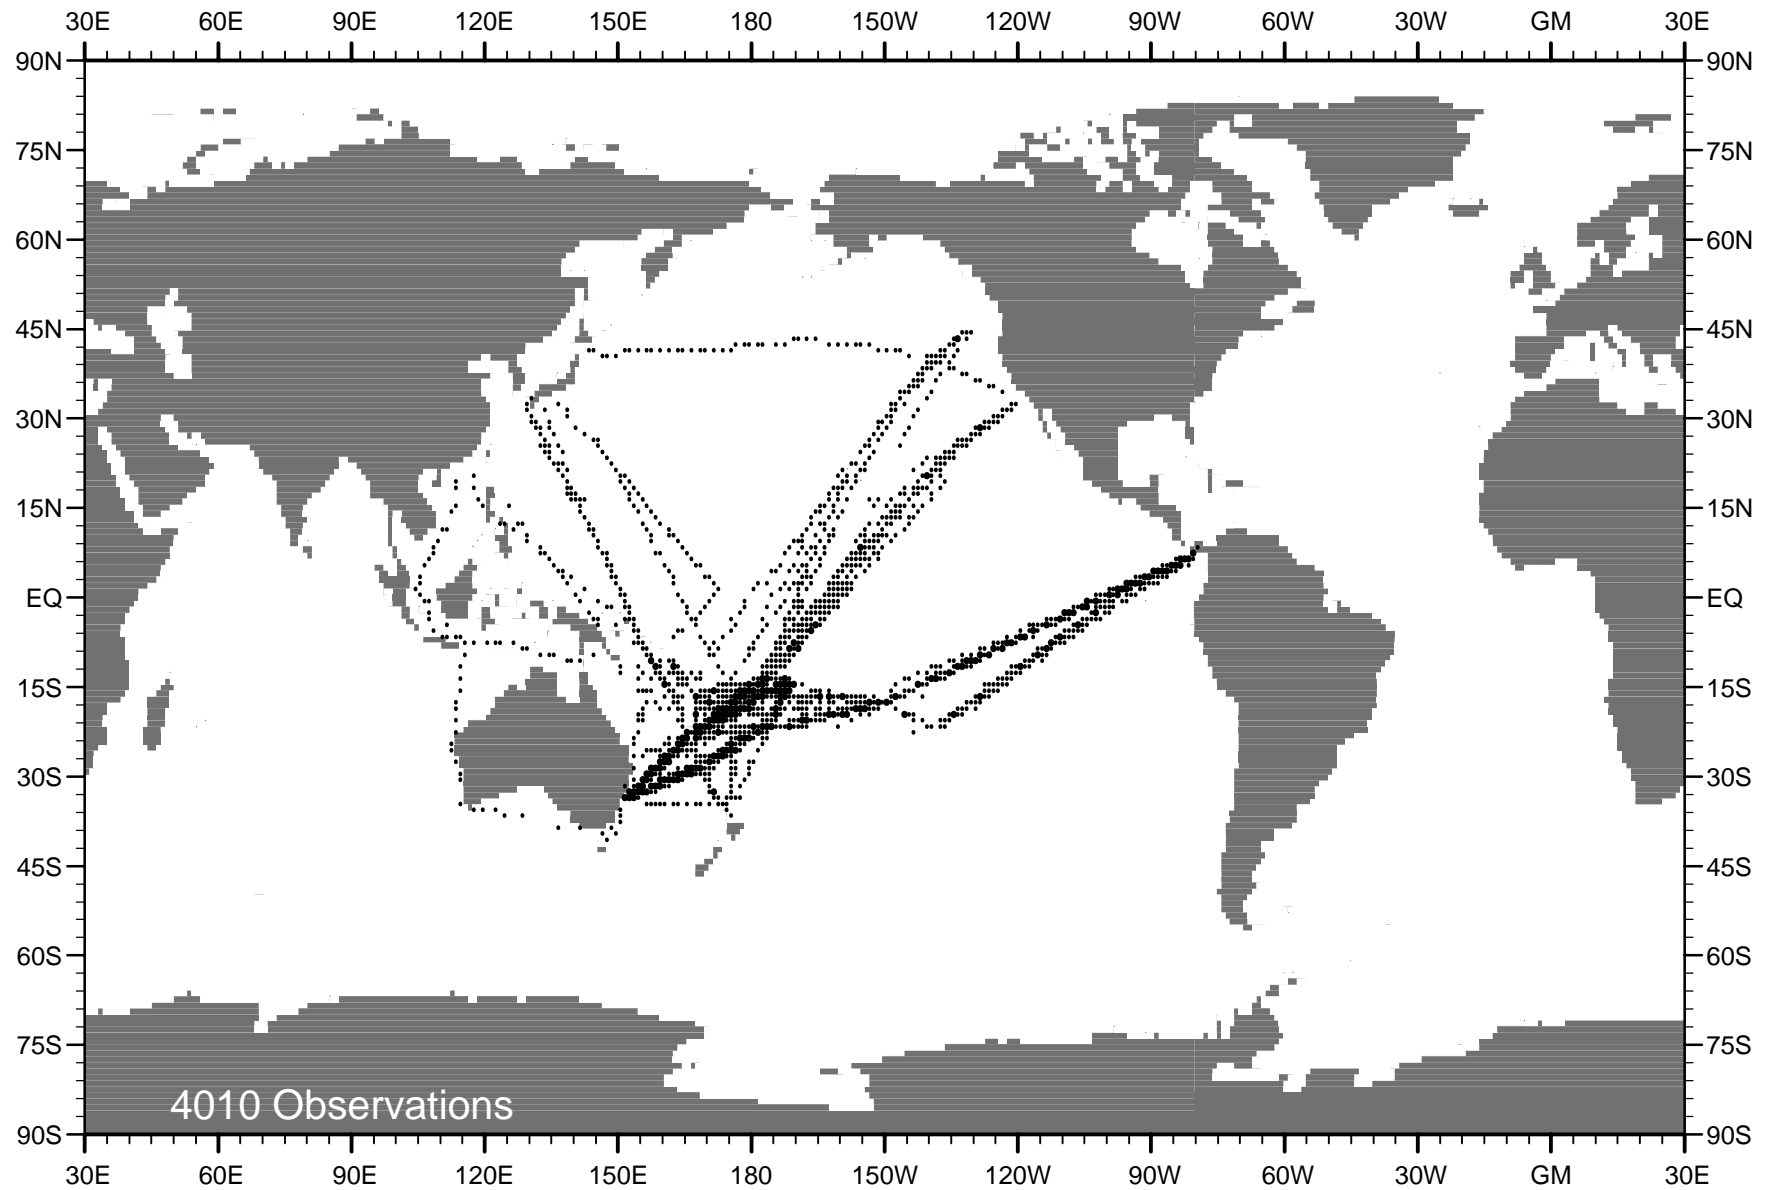 30E 60E 90E 120E 150E 180 150W 120W 90W 60W 30W GM 30E
90N 90N
75N 75N
60N 60N
45N 45N
30N 30N
15N 15N
EQ EQ
15S 15S
30S 30S
45S 45S
60S 60S
75S 75S
4010 Observations
90S 90S
30E 60E 90E 120E 150E 180 150W 120W 90W 60W 30W GM 30E